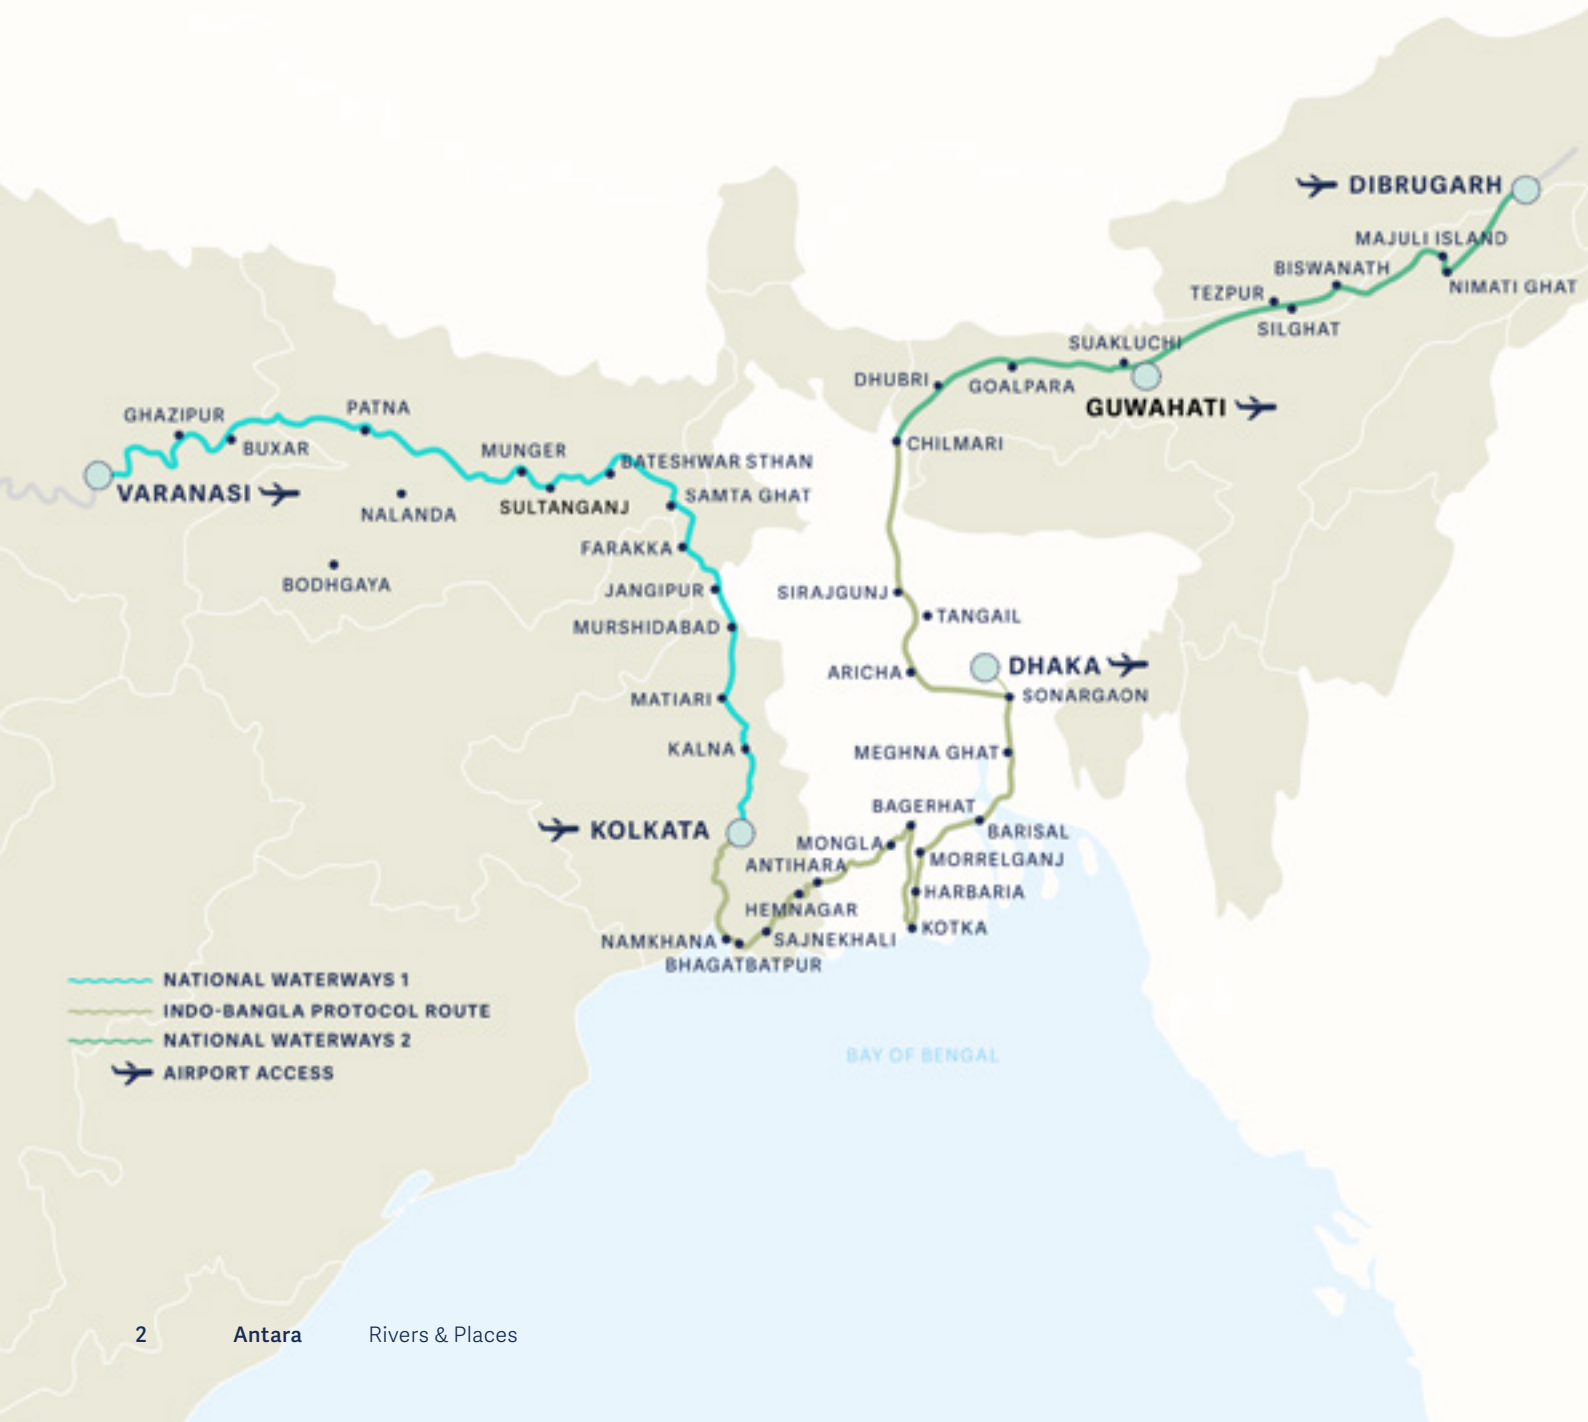 DIBRUGARH
MAJULI ISLAND
BISWANATH
NIMATI GHAT
TEZPUR
SILGHAT
SUAKLUCHI
DHUBRI
GOALPARA
GUWAHATI
CHILMARI
GHAZIPUR
PATNA
BUXAR
MUNGER
BATESHWAR STHAN
VARANASI
SAMTA GHAT
NALANDA
SULTANGANJ
FARAKKA
BODHGAYA
JANGIPUR
SIRAJGUNJ
TANGAIL
MURSHIDABAD
DHAKA
ARICHA
SONARGAON
MATIARI
KALNA
MEGHNA GHAT
BAGERHAT
KOLKATA
BARISAL
MONGLA
ANTIHARA
MORRELGANJ
HARBARIA
HEMNAGAR
KOTKA
NAMKHANA
SAJNEKHALI
BHAGATBATPUR
NATIONAL WATERWAYS 1
INDO-BANGLA PROTOCOL ROUTE
NATIONAL WATERWAYS 2
AIRPORT ACCESS
BAY OF BENGAL
2 Antara Rivers & Places